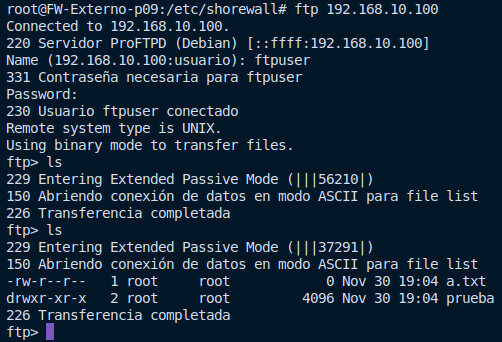 root@FW-Externo-p09:/etc/shorewall# ftp 192.168.10.100
Connected to 192.168.10.100.
220 Servidor ProFTPD (Debian) [::ffff:192.168.10.100]
Name (192.168.10.100:usuario): ftpuser
331 Contraseña necesaria para ftpuser
Password:
230 Usuario ftpuser conectado
Remote system type is UNIX.
Using binary mode to transfer files.
ftp> ls
229 Entering Extended Passive Mode (|||56210|)
150 Abriendo conexión de datos en modo ASCII para file list
226 Transferencia completada
ftp> ls
229 Entering Extended Passive Mode (|||37291|)
150 Abriendo conexión de datos en modo ASCII para file list
-rw-r--r--   1 root     root            0 Nov 30 19:04 a.txt
drwxr-xr-x   2 root     root         4096 Nov 30 19:04 prueba
226 Transferencia completada
ftp>